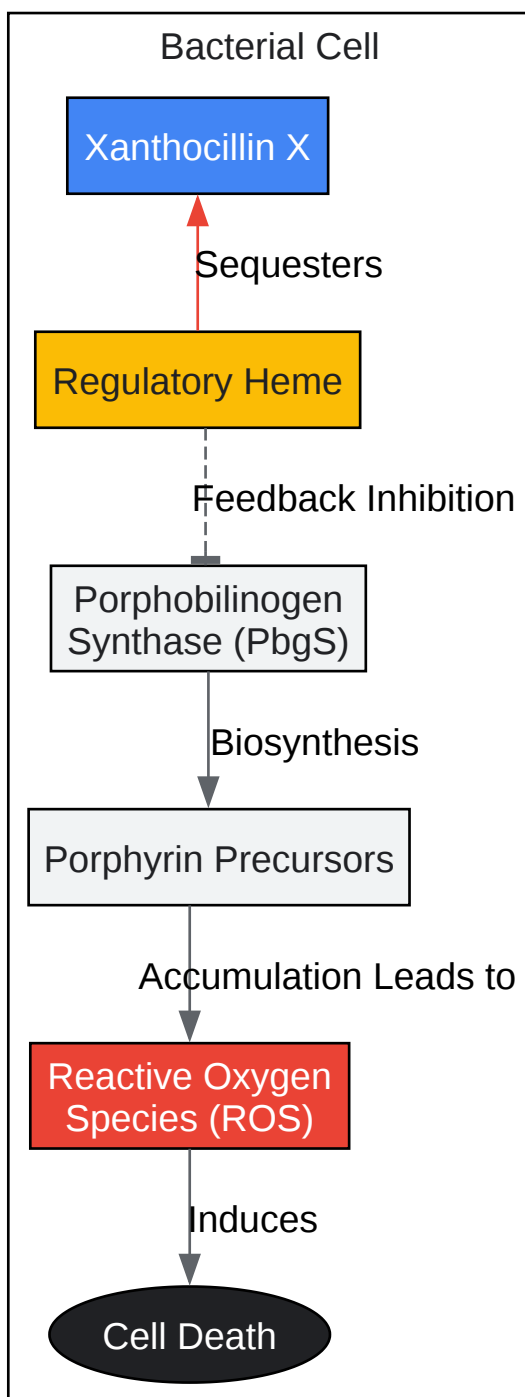 Bacterial Cell
Xanthocillin X
Sequesters
Regulatory Heme
Feedback Inhibition
Porphobilinogen
Synthase (PbgS)
Biosynthesis
Porphyrin Precursors
Accumulation Leads to
Reactive Oxygen
Species (ROS)
Induces
Cell Death